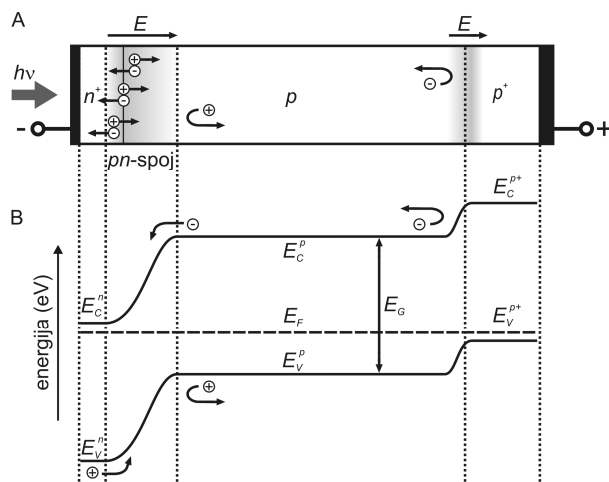 A
E
E
hν
n⁺
p
p⁺
-
+
pn-spoj
B
E_C^{p+}
E_C^p
energija (eV)
E_C^n
E_F
E_G
E_V^{p+}
E_V^p
E_V^n